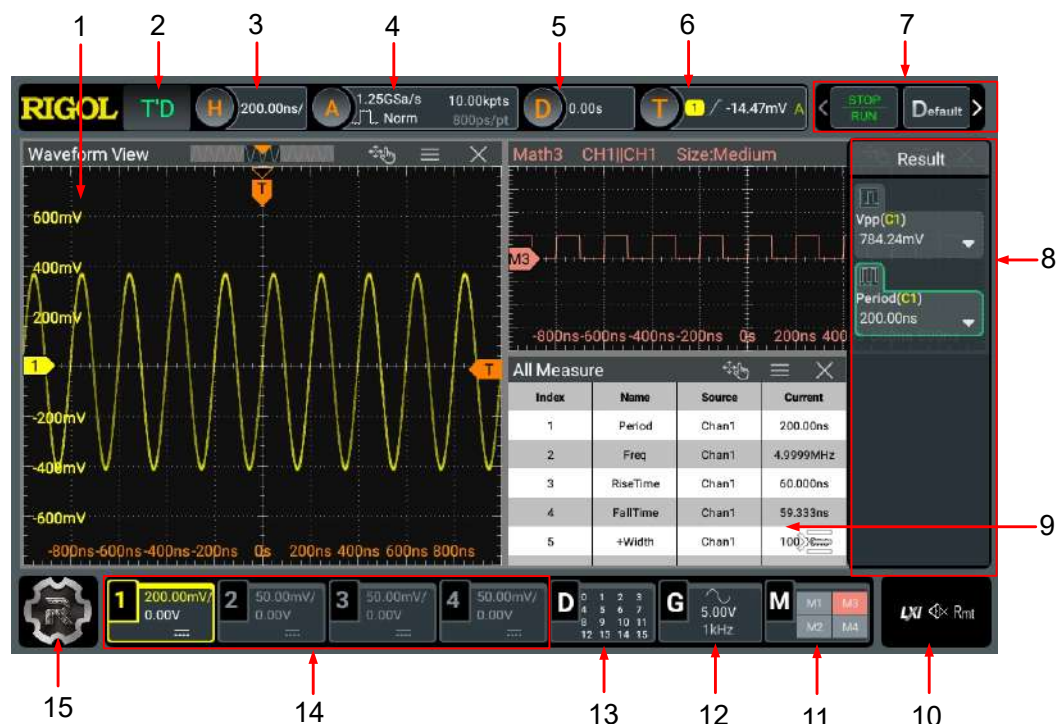 1 2 3 4 5 6 7
RIGOL T'D H 200.00ns/ A 1.25GSa/s 10.00kpts D 0.00s T 1 -14.47mV A < STOP Default >
Norm 800ps/pt RUN
Waveform View
T
600mV
400mV
200mV
1 T
-200mV
-400mV
-600mV
-800ns-600ns-400ns-200ns 0s 200ns 400ns 600ns 800ns
Math3 CH1||CH1 Size:Medium
M3
-800ns-600ns-400ns-200ns 0s 200ns 400
All Measure
Index Name Source Current
1 Period Chan1 200.00ns
2 Freq Chan1 4.9999MHz
3 RiseTime Chan1 60.000ns
4 FallTime Chan1 59.333ns
5 +Width Chan1
Result
Vpp(C1)
784.24mV
Period(C1)
200.00ns
8
9
1 200.00mV/ 2 50.00mV/ 3 50.00mV/ 4 50.00mV/ D 0 1 2 3 G 5.00V M M1 M3 LXI Rmt
0.00V 0.00V 0.00V 0.00V 4 5 6 7 1kHz M2 M4
8 9 10 11
12 13 14 15
15 14 13 12 11 10